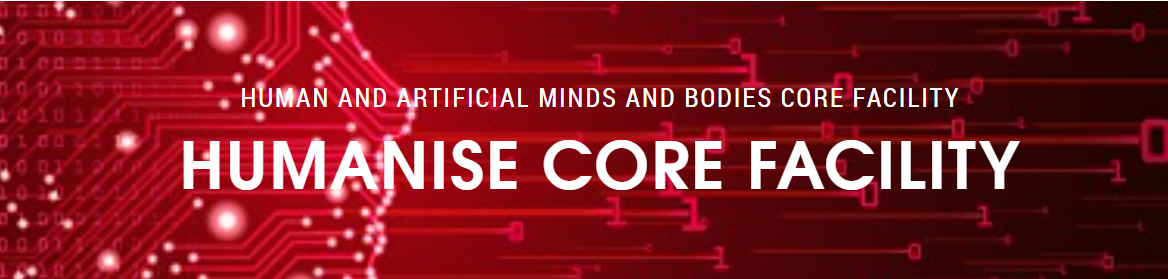 HUMAN AND ARTIFICIAL MINDS AND BODIES CORE FACILITY
HUMANISE CORE FACILITY